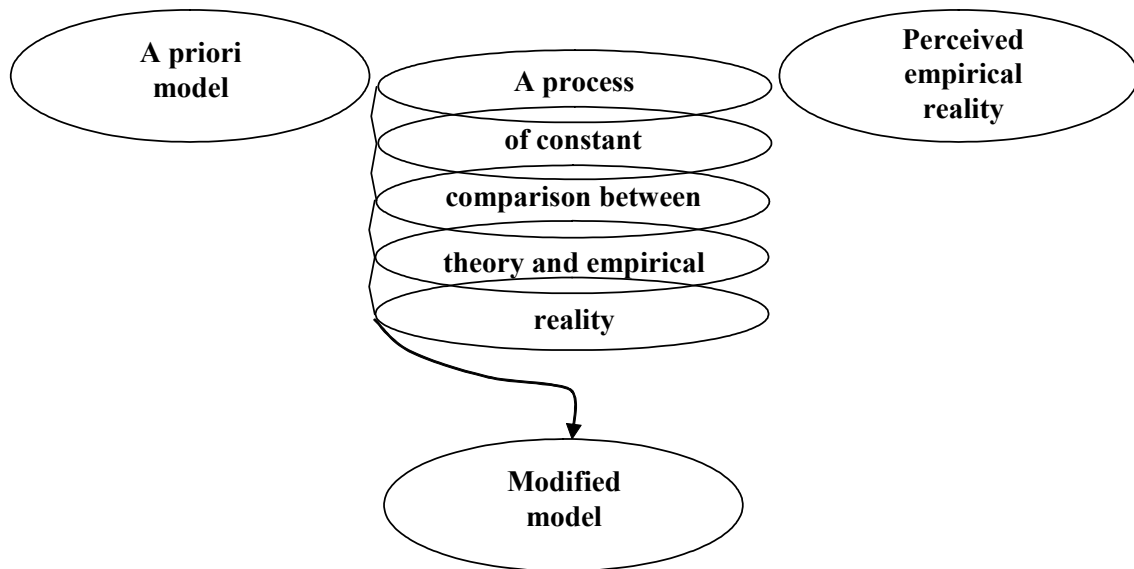 A priori
model
A process
of constant
comparison between
theory and empirical
reality
Perceived
empirical
reality
Modified
model